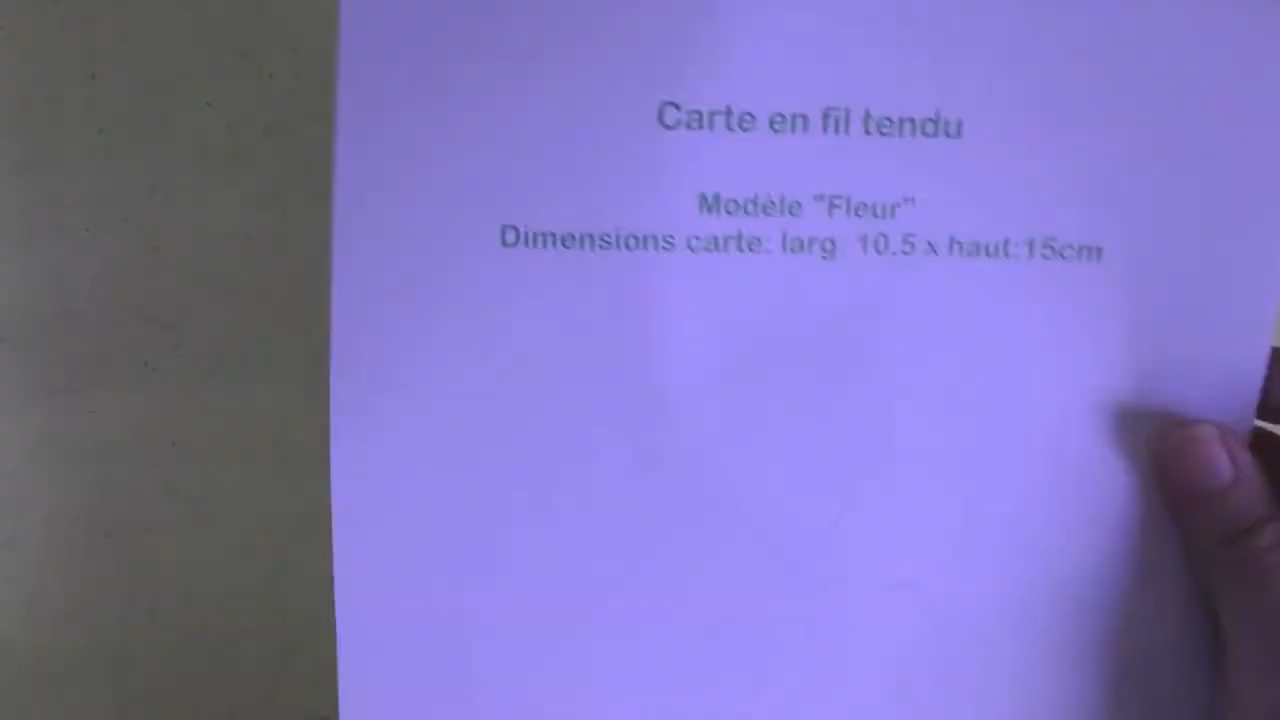 Carte en fil tendu
Modèle "Fleur"
Dimensions carte: larg: 10.5 x haut:15cm